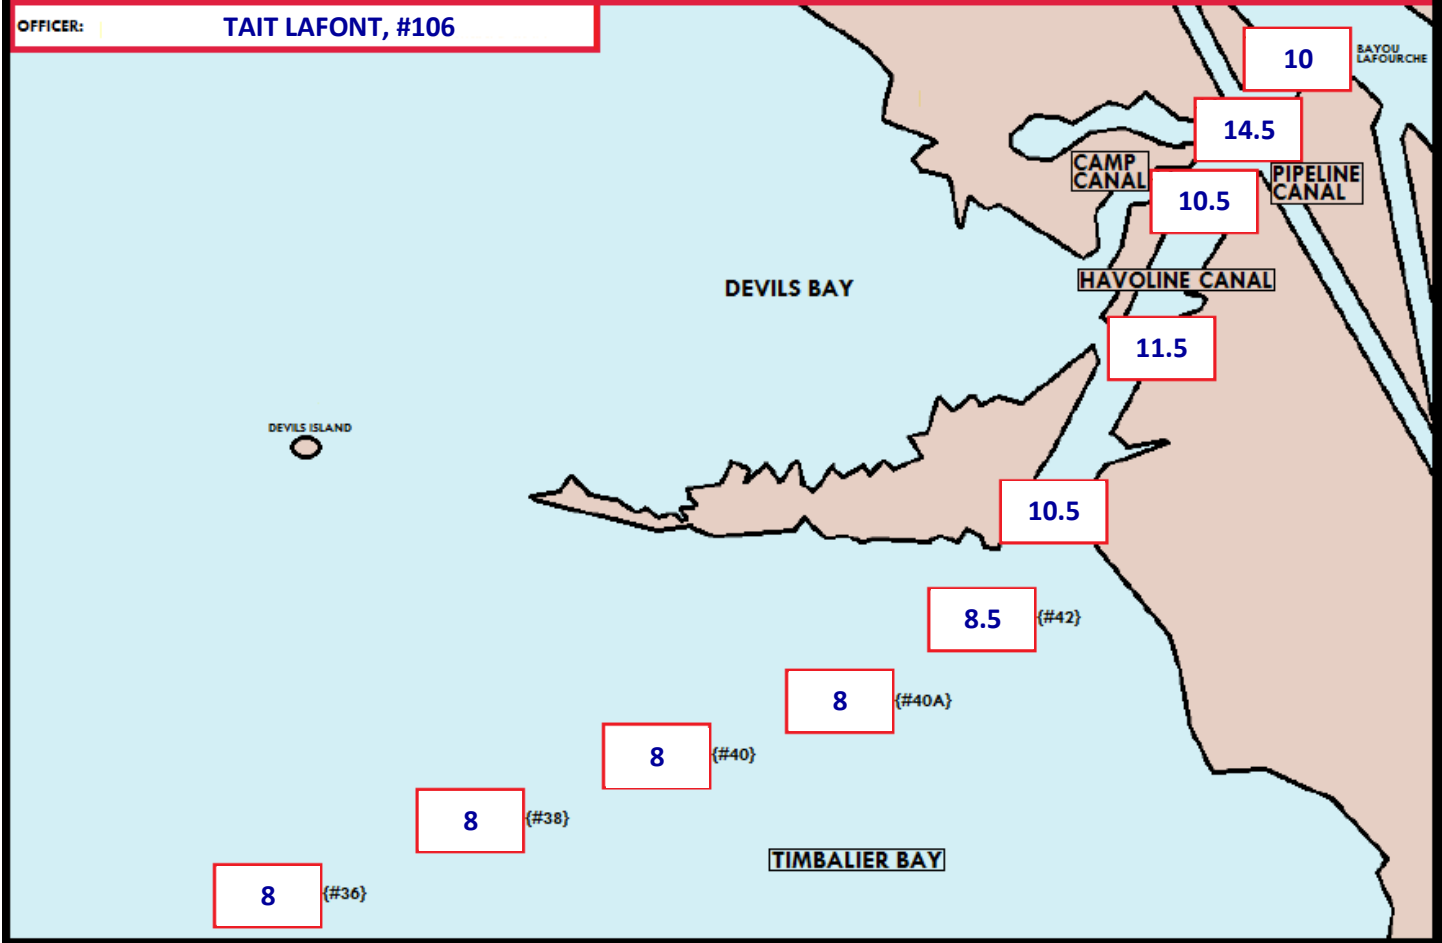 OFFICER: TAIT LAFONT, #106
10
BAYOU
LAFOURCHE
14.5
CAMP
CANAL
PIPELINE
CANAL
10.5
HAVOLINE CANAL
DEVILS BAY
11.5
DEVILS ISLAND
10.5
8.5 {#42}
8 {#40A}
8 {#40}
8 {#38}
TIMBALIER BAY
8 {#36}